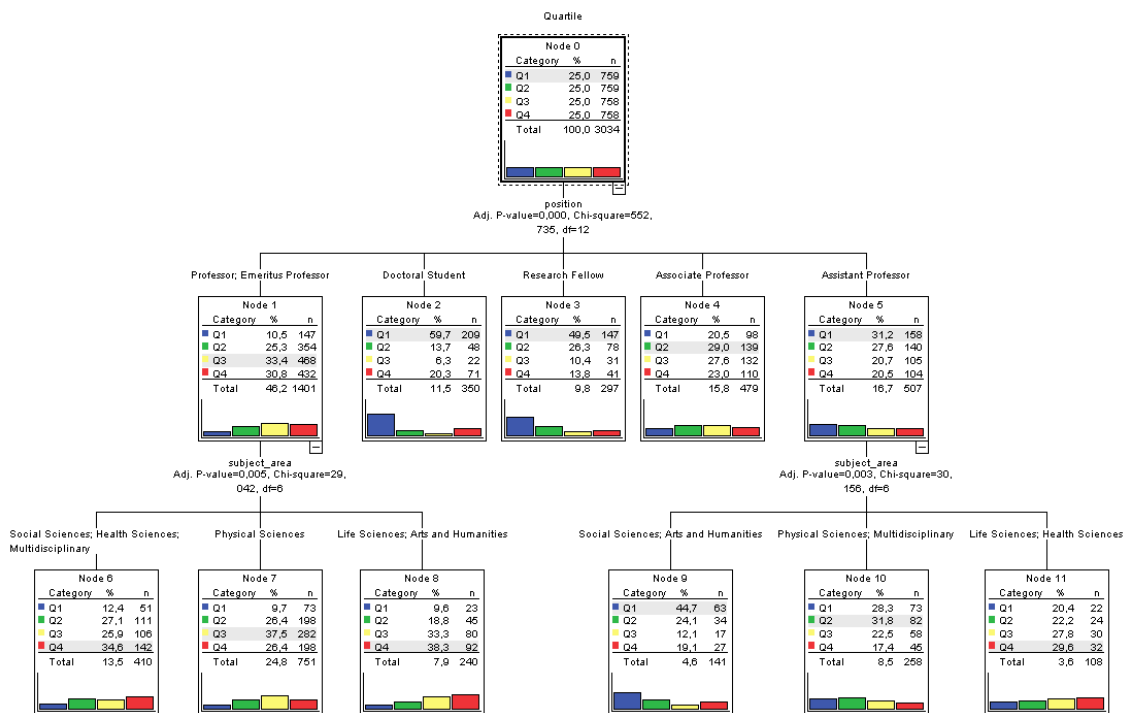 Quartile
Node 0
Category % n
Q1 25,0 759
Q2 25,0 759
Q3 25,0 758
Q4 25,0 758
Total 100,0 3034
position
Adj. P-value=0,000, Chi-square=552,
735, df=12
Professor; Emeritus Professor
Node 1
Category % n
Q1 10,5 147
Q2 25,3 354
Q3 33,4 468
Q4 30,8 432
Total 46,2 1401
Doctoral Student
Node 2
Category % n
Q1 59,7 209
Q2 13,7 48
Q3 6,3 22
Q4 20,3 71
Total 11,5 350
Research Fellow
Node 3
Category % n
Q1 49,5 147
Q2 26,3 78
Q3 10,4 31
Q4 13,8 41
Total 9,8 297
Associate Professor
Node 4
Category % n
Q1 20,5 98
Q2 29,0 139
Q3 27,6 132
Q4 23,0 110
Total 15,8 479
Assistant Professor
Node 5
Category % n
Q1 31,2 158
Q2 27,6 140
Q3 20,7 105
Q4 20,5 104
Total 16,7 507
subject_area
Adj. P-value=0,005, Chi-square=29,
042, df=6
subject_area
Adj. P-value=0,003, Chi-square=30,
156, df=6
Social Sciences; Health Sciences;
Multidisciplinary
Node 6
Category % n
Q1 12,4 51
Q2 27,1 111
Q3 25,9 106
Q4 34,6 142
Total 13,5 410
Physical Sciences
Node 7
Category % n
Q1 9,7 73
Q2 26,4 198
Q3 37,5 282
Q4 26,4 198
Total 24,8 751
Life Sciences; Arts and Humanities
Node 8
Category % n
Q1 9,6 23
Q2 18,8 45
Q3 33,3 80
Q4 38,3 92
Total 7,9 240
Social Sciences; Arts and Humanities
Node 9
Category % n
Q1 44,7 63
Q2 24,1 34
Q3 12,1 17
Q4 19,1 27
Total 4,6 141
Physical Sciences; Multidisciplinary
Node 10
Category % n
Q1 28,3 73
Q2 31,8 82
Q3 22,5 58
Q4 17,4 45
Total 8,5 258
Life Sciences; Health Sciences
Node 11
Category % n
Q1 20,4 22
Q2 22,2 24
Q3 27,8 30
Q4 29,6 32
Total 3,6 108